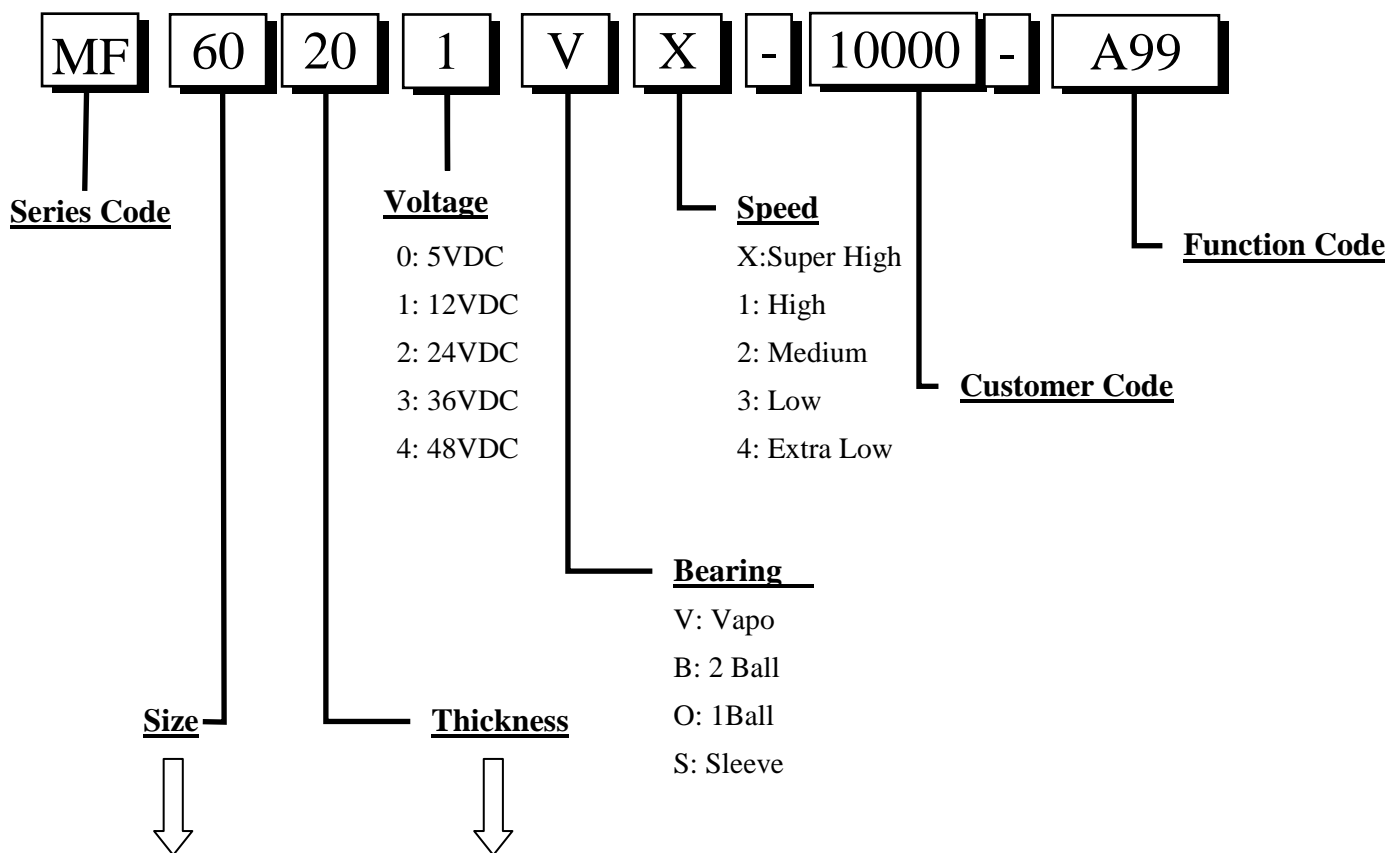 MF 60 20 1 V X - 10000 - A99
Series Code
Voltage
0: 5VDC
1: 12VDC
2: 24VDC
3: 36VDC
4: 48VDC
Speed
X:Super High
1: High
2: Medium
3: Low
4: Extra Low
Function Code
Customer Code
Bearing
V: Vapo
B: 2 Ball
O: 1Ball
S: Sleeve
Size
Thickness